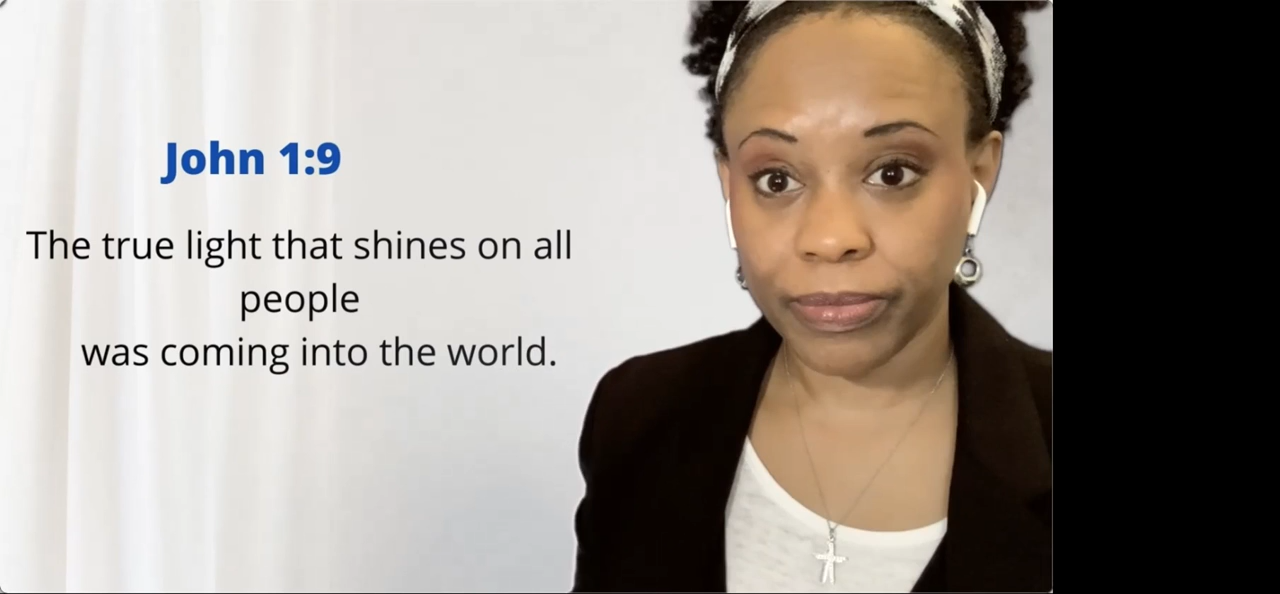 John 1:9
The true light that shines on all
people
was coming into the world.